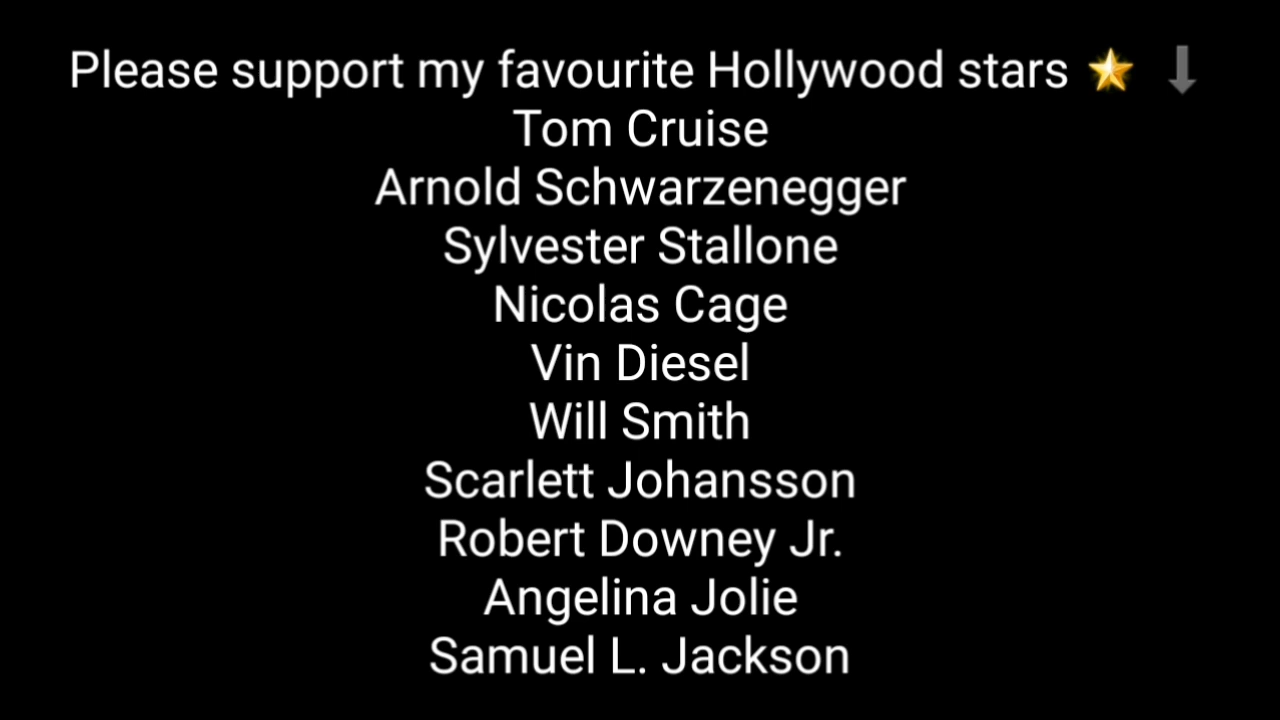 Please support my favourite Hollywood stars ⭐ ⬇
Tom Cruise
Arnold Schwarzenegger
Sylvester Stallone
Nicolas Cage
Vin Diesel
Will Smith
Scarlett Johansson
Robert Downey Jr.
Angelina Jolie
Samuel L. Jackson